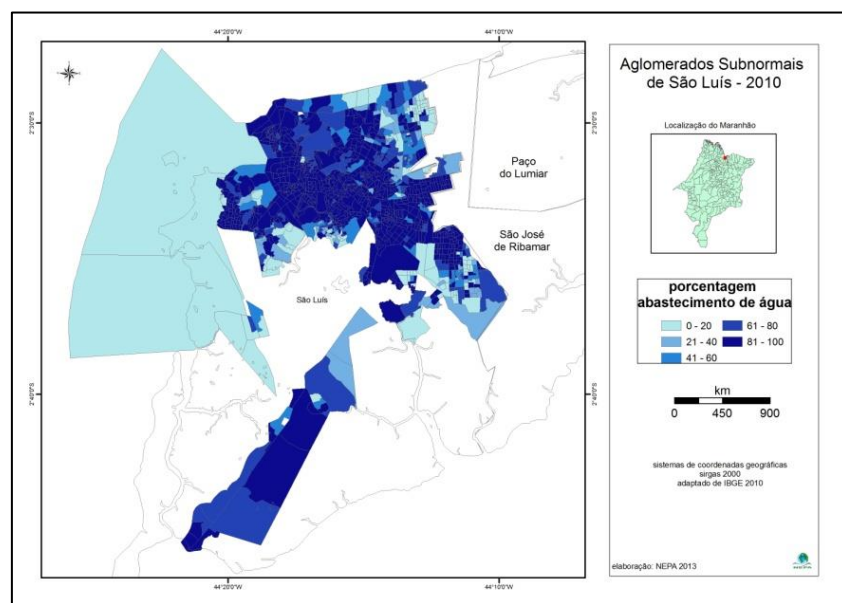 44°20'0"W
44°10'0"W
2°30'0"S
2°30'0"S
2°40'0"S
2°40'0"S
44°20'0"W
44°10'0"W
Paço
do Lumiar
São José
de Ribamar
São Luís
Aglomerados Subnormais
de São Luís - 2010
Localização do Maranhão
porcentagem
abastecimento de água
0 - 20
21 - 40
41 - 60
61 - 80
81 - 100
km
0 450 900
sistemas de coordenadas geográficas
sirgas 2000
adaptado de IBGE 2010
elaboração: NEPA 2013